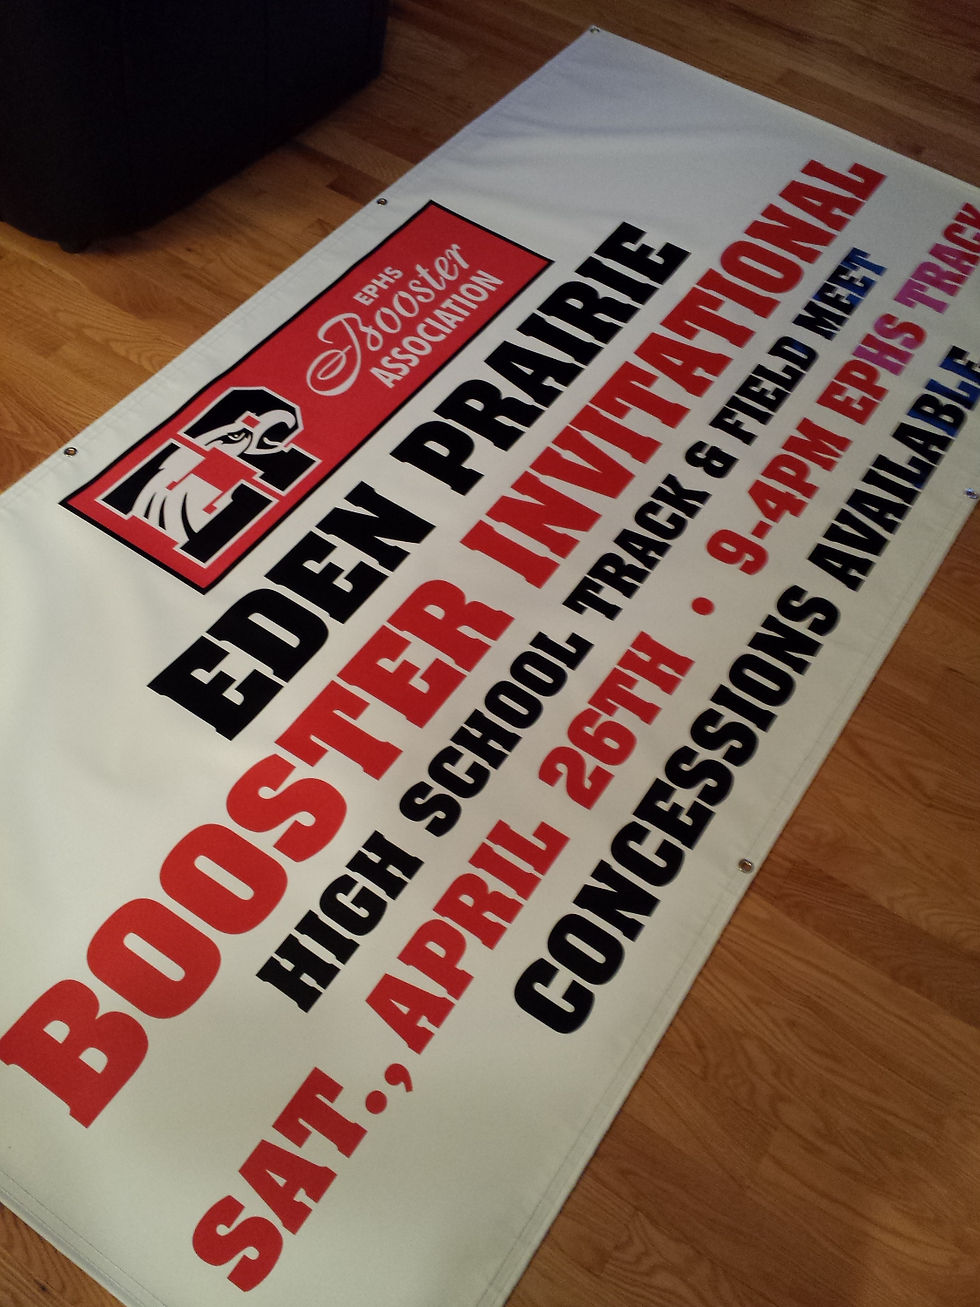 EPHS
Booster
ASSOCIATION
EP
EDEN PRAIRIE
BOOSTER INVITATIONAL
HIGH SCHOOL TRACK & FIELD MEET
SAT., APRIL 26TH • 9-4PM EPHS TRACK
CONCESSIONS AVAILABLE